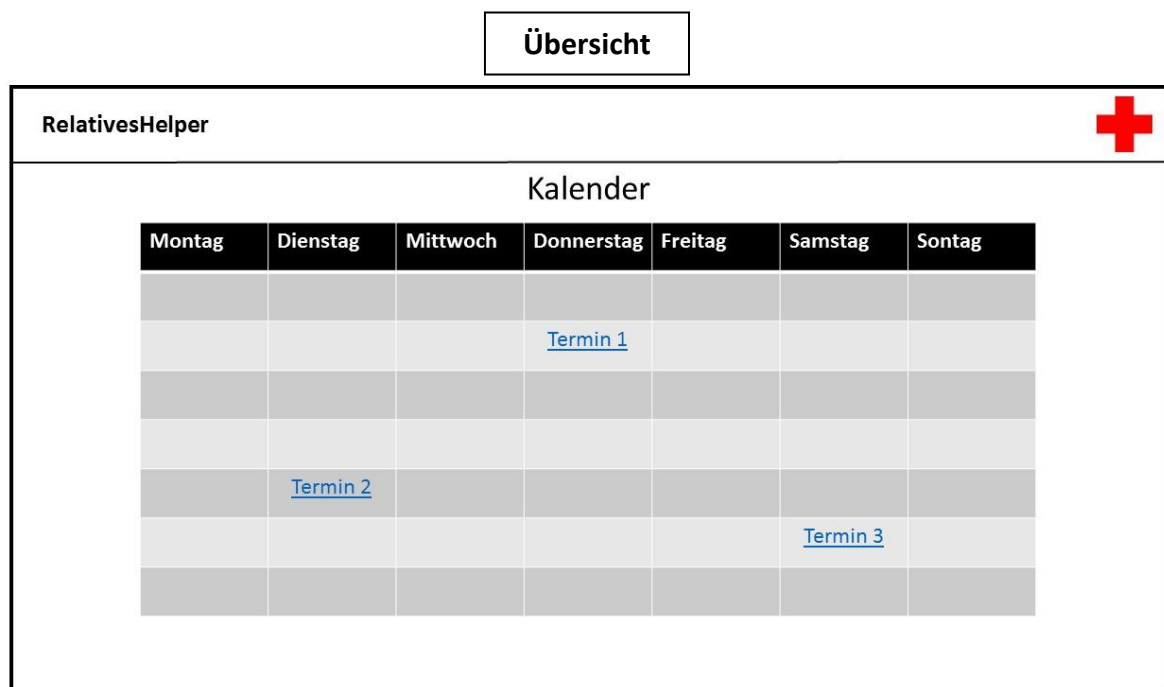 Übersicht
RelativesHelper
Kalender
Montag Dienstag Mittwoch Donnerstag Freitag Samstag Sontag
Termin 1
Termin 2
Termin 3